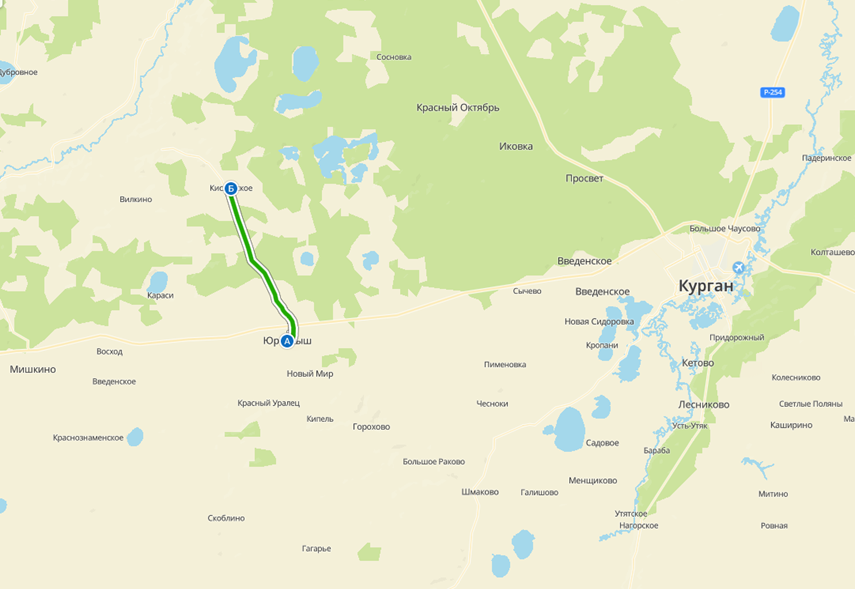 Сосновка
Дубровное
Р-254
Красный Октябрь
Иковка
Падеринское
Просвет
Б
Вилкино
Большое Чаусово
Колташево
Введенское
Курган
Сычево
Введенское
Караси
Новая Сидоровка
Придорожный
А
Кропани
Восход
Кетово
Пименовка
Мишкино
Новый Мир
Колесниково
Введенское
Красный Уралец
Чесноки
Лесниково
Светлые Поляны
Кипель
Горохово
Усть-Утяк
Каширино
Краснознаменское
Садовое
Бараба
Большое Раково
Менщиково
Шмаково
Галишово
Митино
Утятское
Скоблино
Нагорское
Ровная
Гагарье